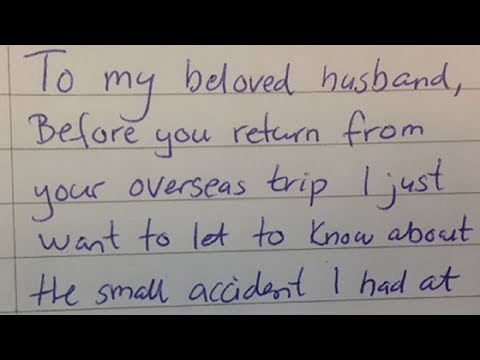 To my beloved husband,
Before you return from
your overseas trip I just
want to let to know about
the small accident I had at